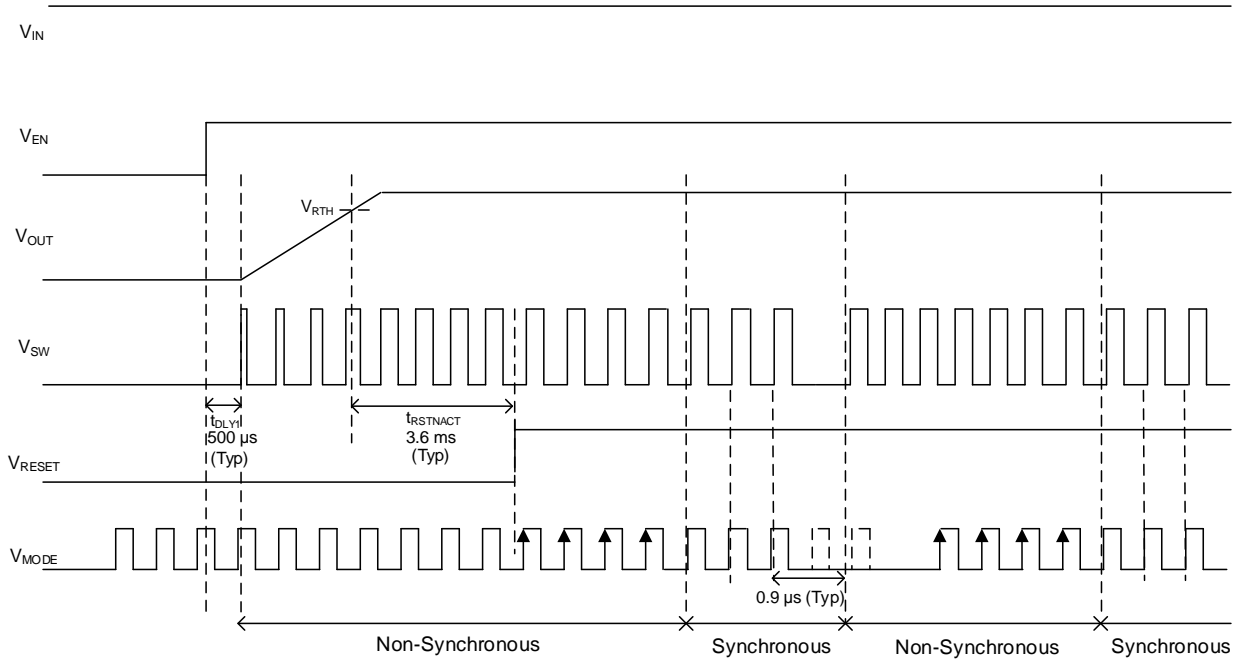 VIN
VEN
VRTH
VOUT
VSW
tDLY1
500 µs
(Typ)
tRSTNACT
3.6 ms
(Typ)
VRESET
VMODE
0.9 µs (Typ)
Non-Synchronous
Synchronous
Non-Synchronous
Synchronous